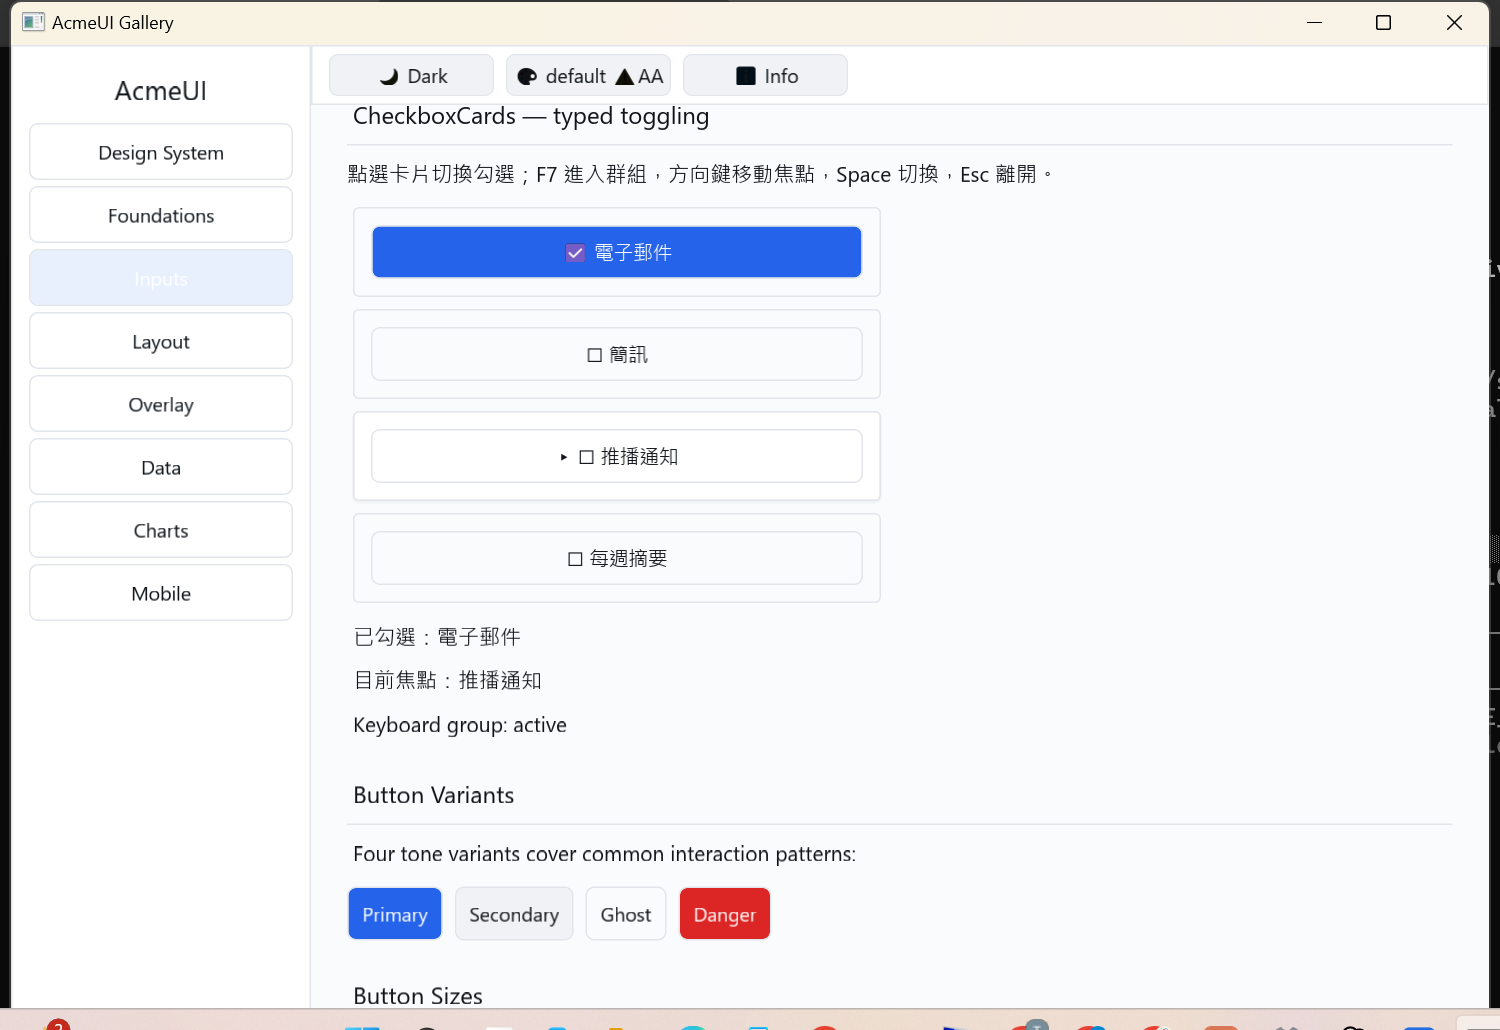 AcmeUI Gallery
Dark
default ▲ AA
Info
AcmeUI
Design System
Foundations
Inputs
Layout
Overlay
Data
Charts
Mobile
CheckboxCards — typed toggling
點選卡片切換勾選；F7 進入群組，方向鍵移動焦點，Space 切換，Esc 離開。
☑ 電子郵件
☐ 簡訊
‣ ☐ 推播通知
☐ 每週摘要
已勾選：電子郵件
目前焦點：推播通知
Keyboard group: active
Button Variants
Four tone variants cover common interaction patterns:
Primary
Secondary
Ghost
Danger
Button Sizes
2